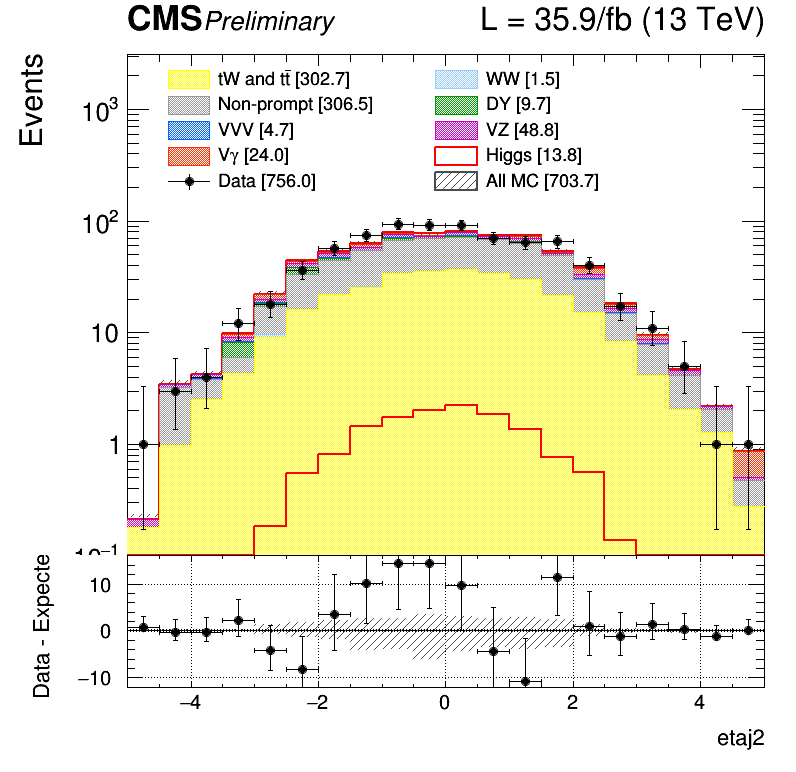 CMS Preliminary L = 35.9/fb (13 TeV)
Events
tW and tt̄ [302.7] WW [1.5]
Non-prompt [306.5] DY [9.7]
VVV [4.7] VZ [48.8]
Vγ [24.0] Higgs [13.8]
Data [756.0] All MC [703.7]
10³
10²
10
1
10⁻¹
Data - Expecte
10
0
−10
−4 −2 0 2 4
etaj2